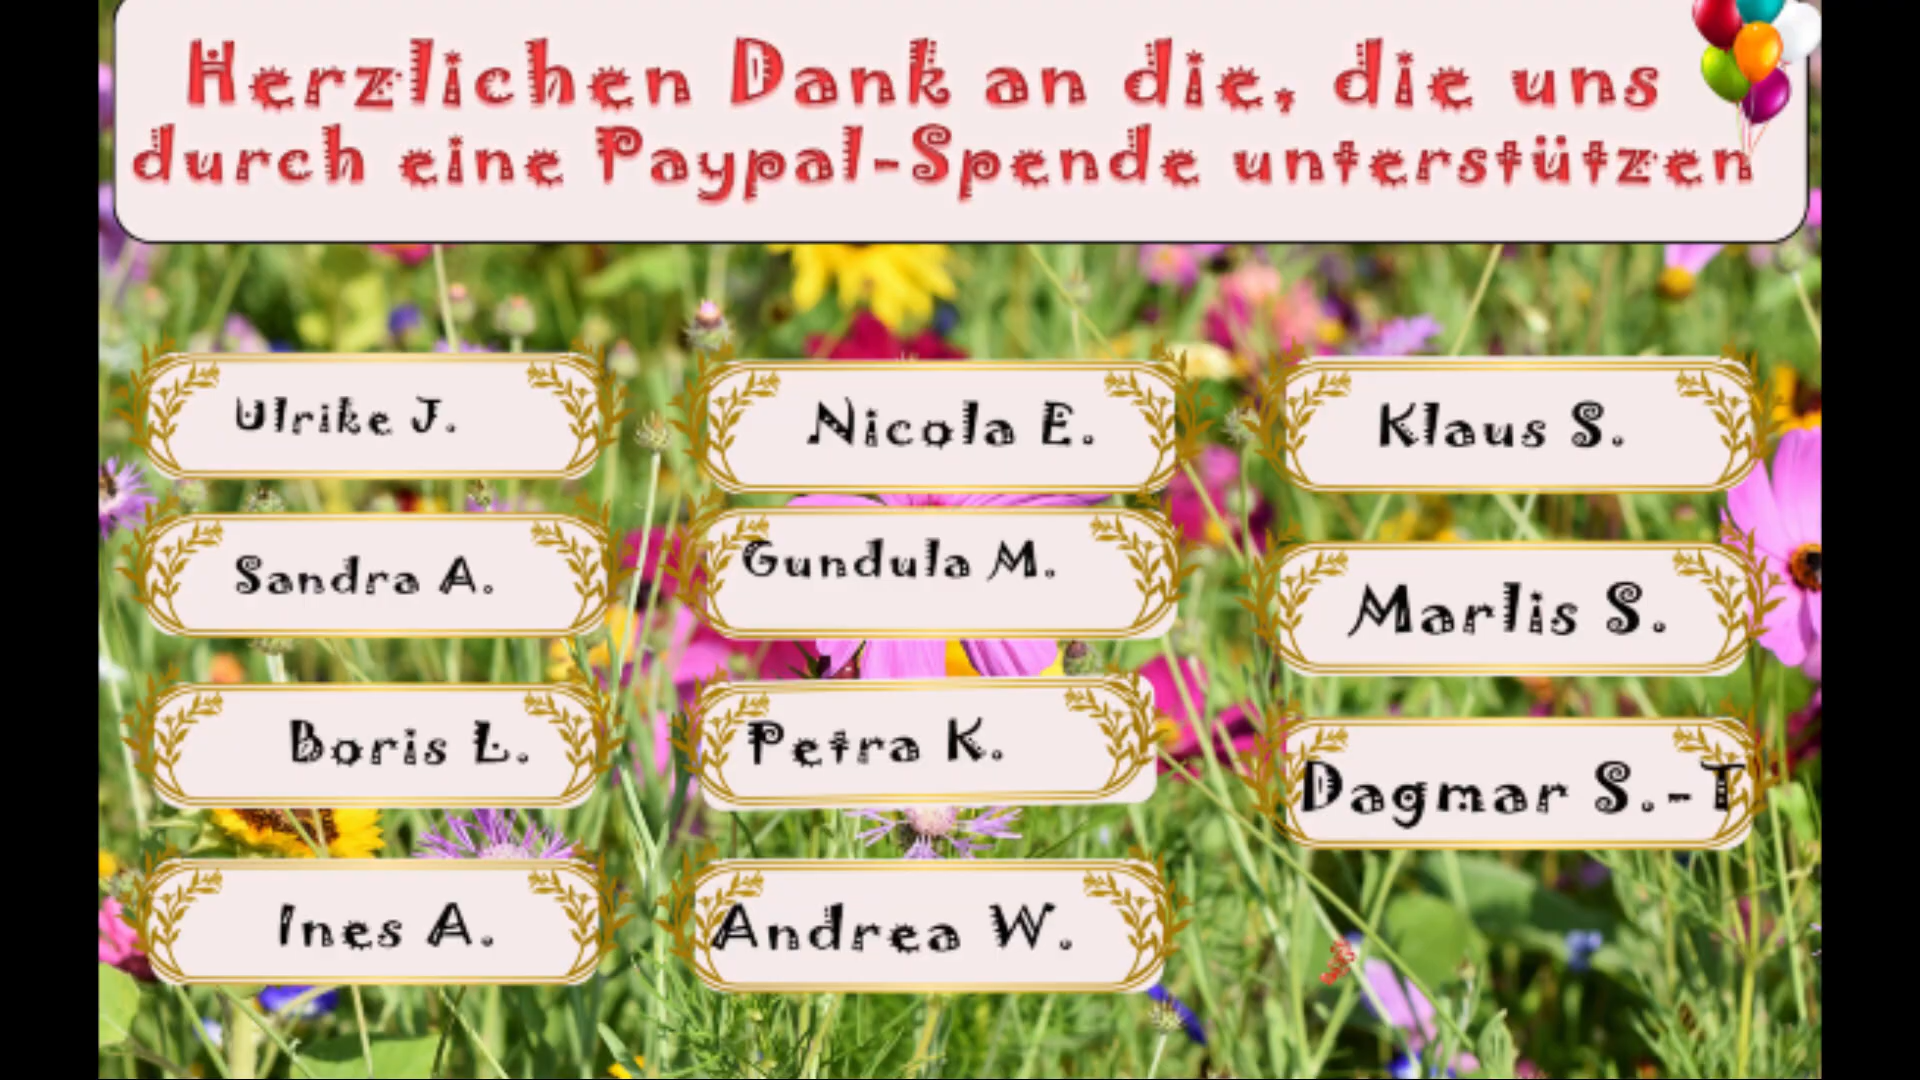 Herzlichen Dank an die, die uns
durch eine Paypal-Spende unterstützen
Ulrike J.
Nicola E.
Klaus S.
Sandra A.
Gundula M.
Marlis S.
Boris L.
Petra K.
Dagmar S.-T
Ines A.
Andrea W.